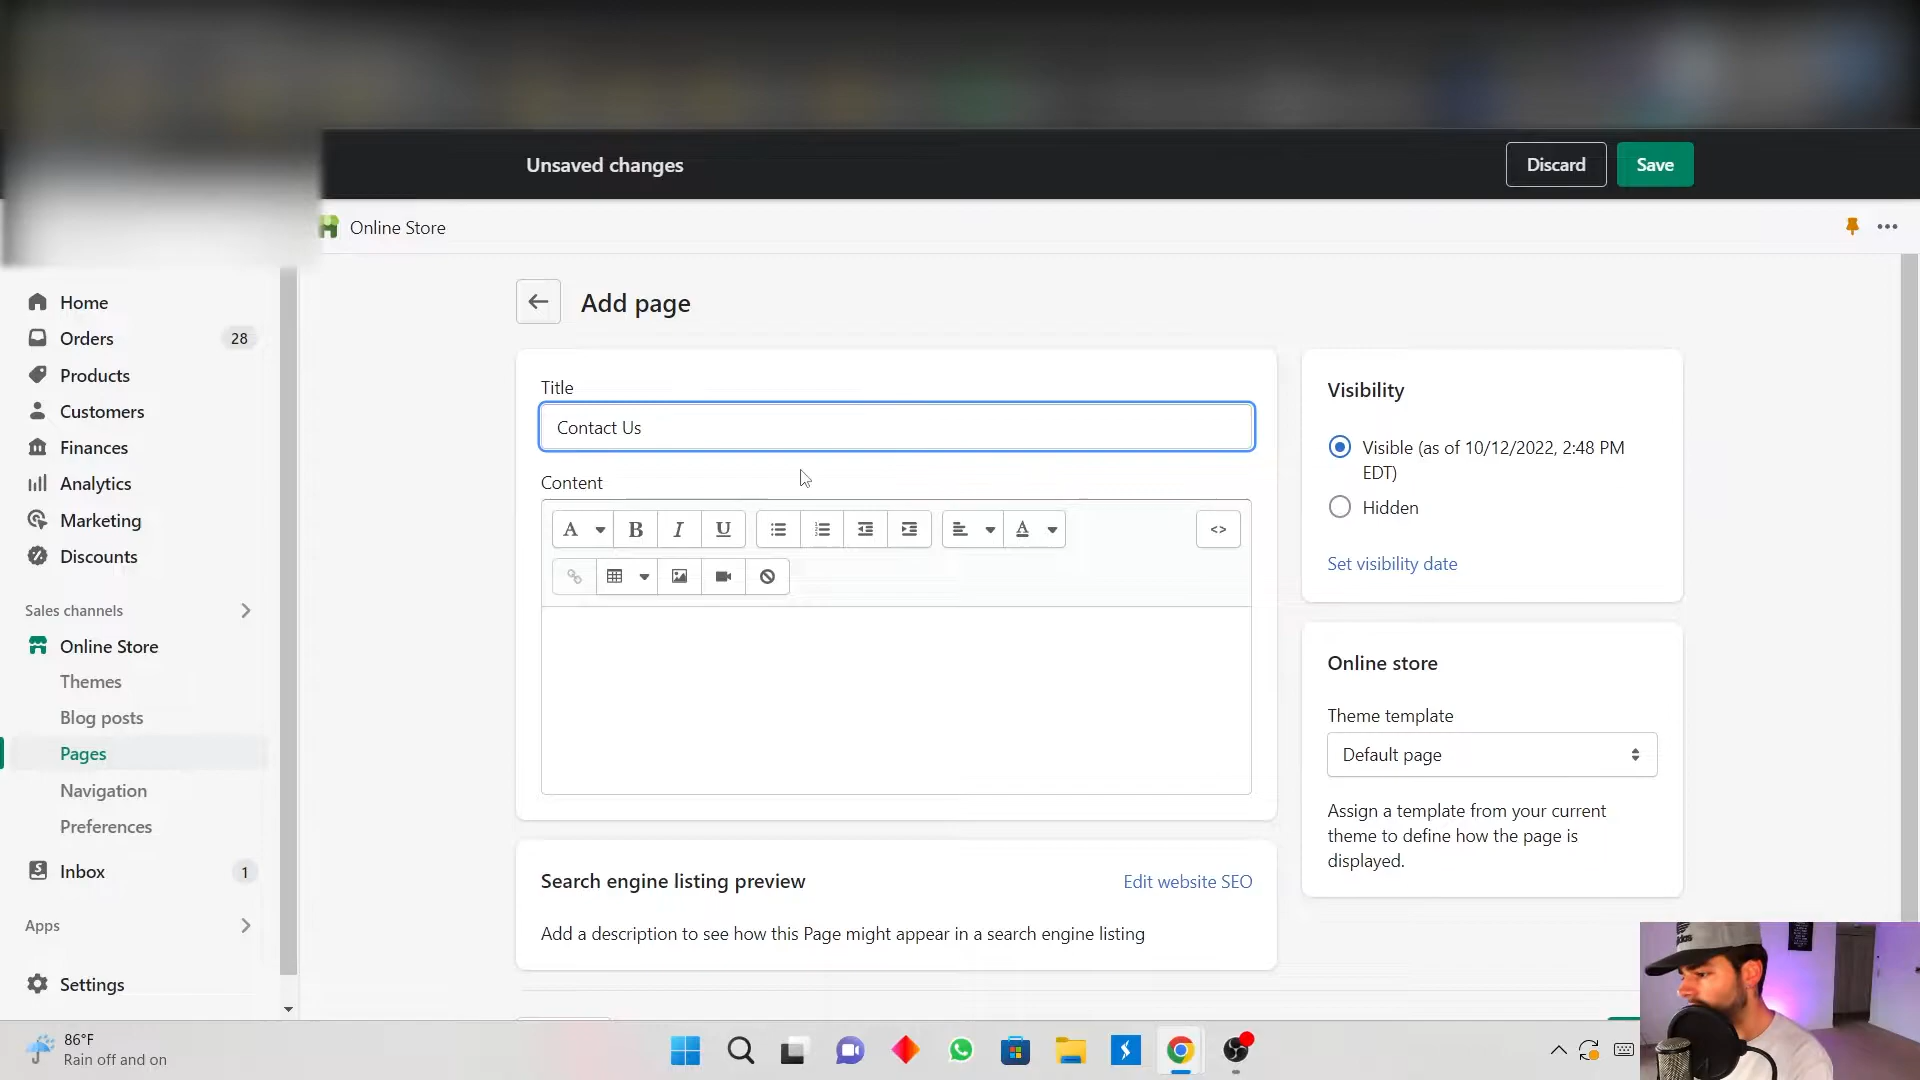 Unsaved changes
Discard
Save
Online Store
Home
Orders
28
Products
Customers
Finances
Analytics
Marketing
Discounts
Sales channels
Online Store
Themes
Blog posts
Pages
Navigation
Preferences
Inbox
1
Apps
Settings
Add page
Title
Contact Us
Content
A
B
I
U
A
<>
Search engine listing preview
Edit website SEO
Add a description to see how this Page might appear in a search engine listing
Visibility
Visible (as of 10/12/2022, 2:48 PM
EDT)
Hidden
Set visibility date
Online store
Theme template
Default page
Assign a template from your current
theme to define how the page is
displayed.
86°F
Rain off and on